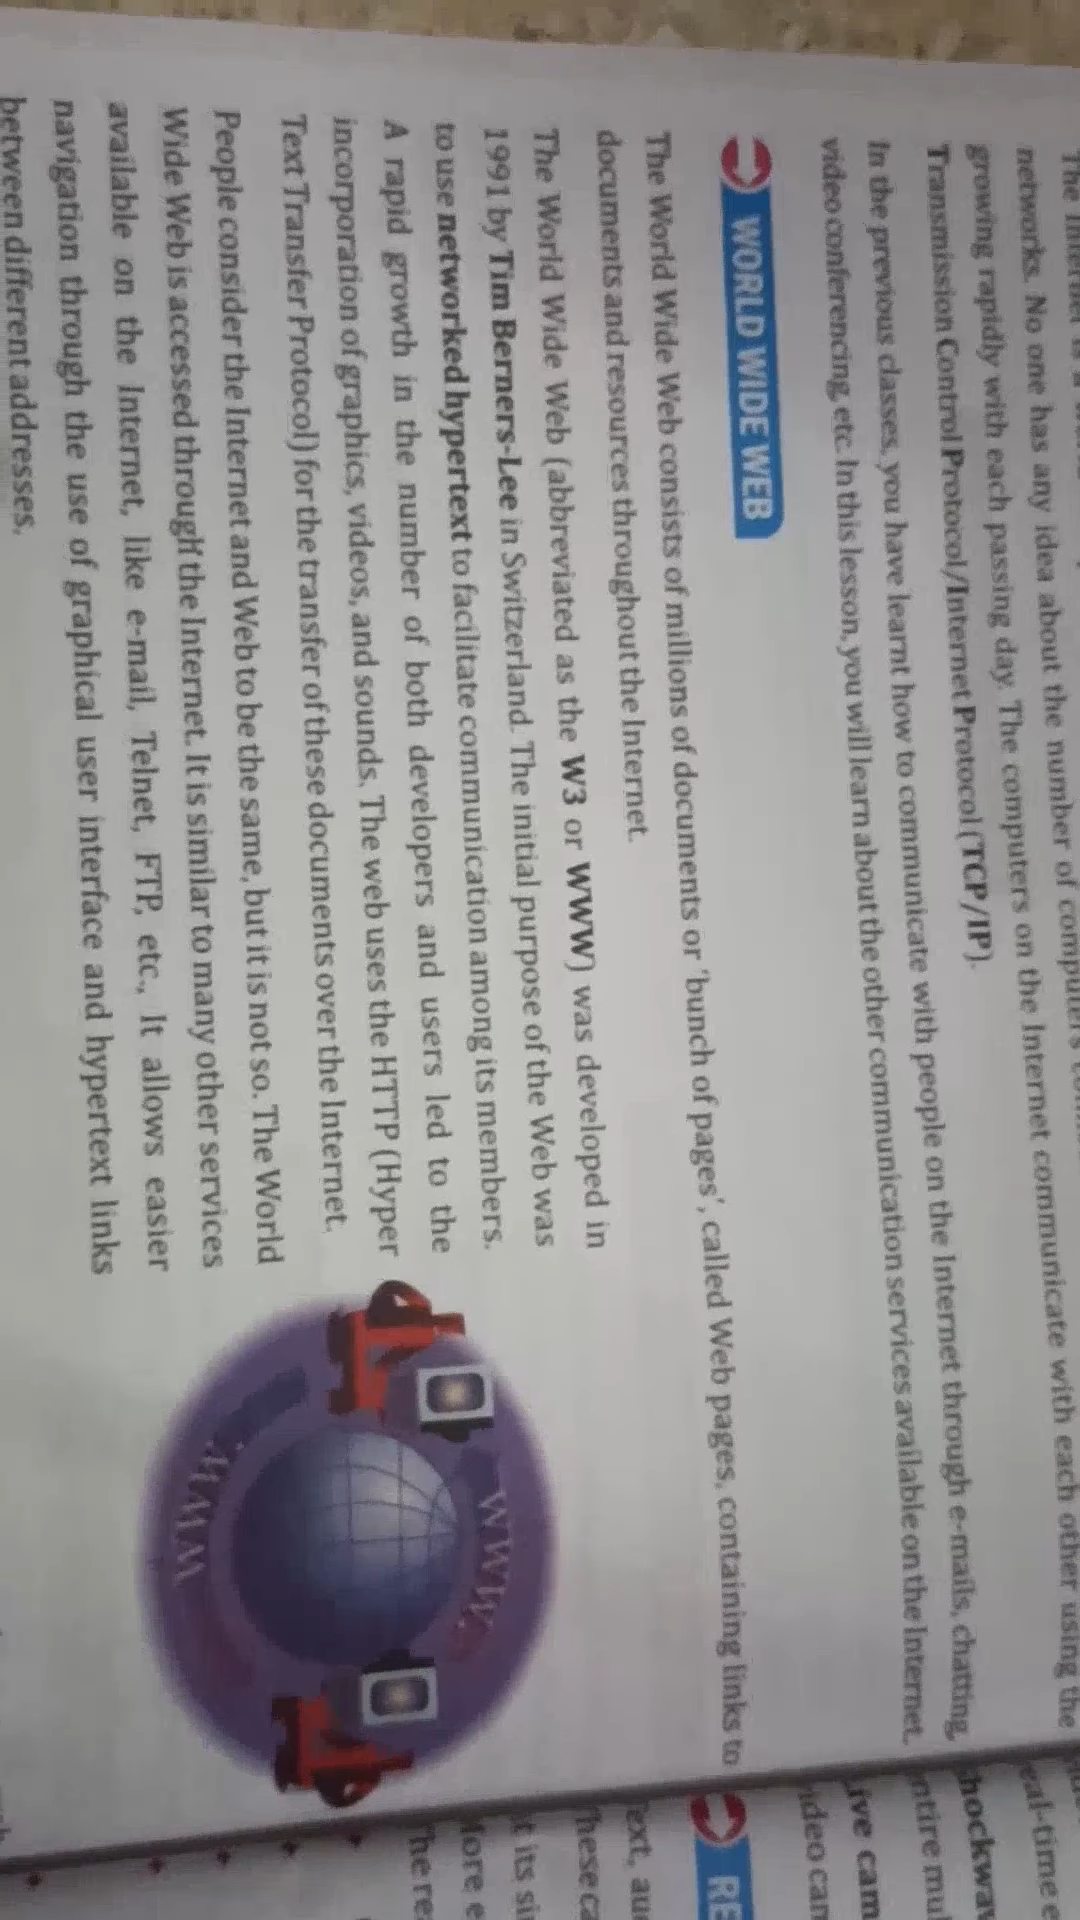 networks. No one has any idea about the number of computers
growing rapidly with each passing day. The computers on the Internet communicate with each other using the
Transmission Control Protocol/Internet Protocol (TCP/IP).
In the previous classes, you have learnt how to communicate with people on the Internet through e-mails, chatting,
video conferencing, etc. In this lesson, you will learn about the other communication services available on the Internet.
WORLD WIDE WEB
The World Wide Web consists of millions of documents or 'bunch of pages', called Web pages, containing links to
documents and resources throughout the Internet.
The World Wide Web (abbreviated as the W3 or WWW) was developed in
1991 by Tim Berners-Lee in Switzerland. The initial purpose of the Web was
to use networked hypertext to facilitate communication among its members.
A rapid growth in the number of both developers and users led to the
incorporation of graphics, videos, and sounds. The web uses the HTTP (Hyper
Text Transfer Protocol) for the transfer of these documents over the Internet.
People consider the Internet and Web to be the same, but it is not so. The World
Wide Web is accessed through the Internet. It is similar to many other services
available on the Internet, like e-mail, Telnet, FTP, etc., It allows easier
navigation through the use of graphical user interface and hypertext links
between different addresses.
WWW
WWW